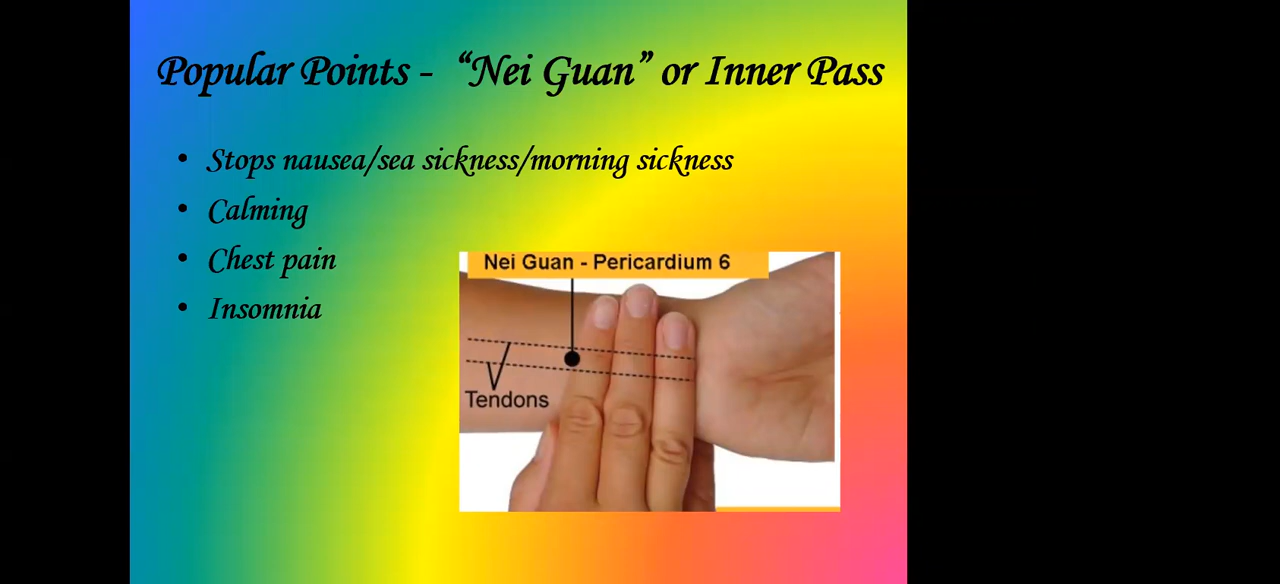 Popular Points - “Nei Guan” or Inner Pass
• Stops nausea/sea sickness/morning sickness
• Calming
• Chest pain
• Insomnia
Nei Guan - Pericardium 6
Tendons